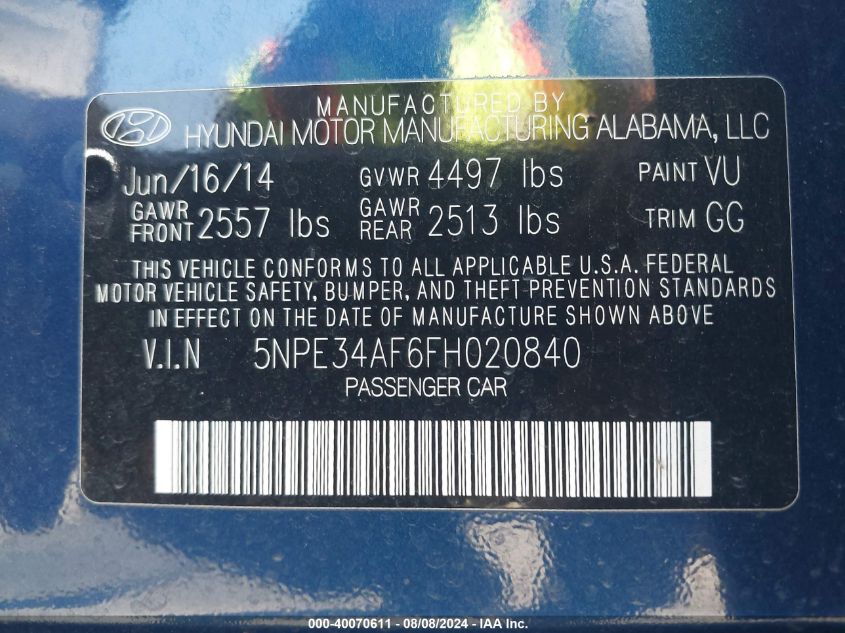 MANUFACTURED BY
HYUNDAI MOTOR MANUFACTURING ALABAMA, LLC
Jun/16/14 GVWR 4497 lbs PAINT VU
GAWR FRONT 2557 lbs GAWR REAR 2513 lbs TRIM GG
THIS VEHICLE CONFORMS TO ALL APPLICABLE U.S.A. FEDERAL
MOTOR VEHICLE SAFETY, BUMPER, AND THEFT PREVENTION STANDARDS
IN EFFECT ON THE DATE OF MANUFACTURE SHOWN ABOVE
V.I.N 5NPE34AF6FH020840
PASSENGER CAR
000-40070611 - 08/08/2024 - IAA Inc.